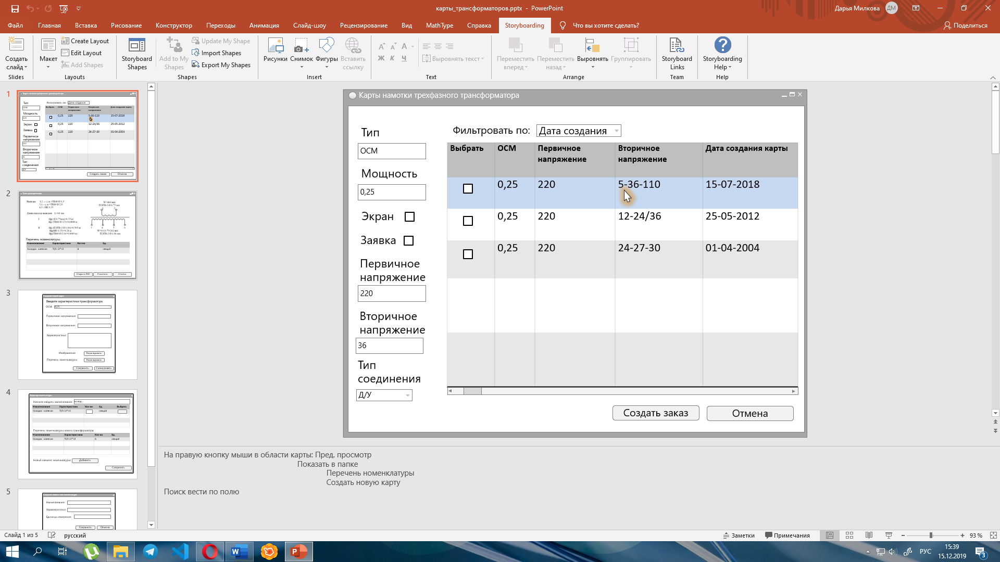 карты_трансформаторов.pptx - PowerPoint
Дарья Милкова
ДМ
Файл Главная Вставка Рисование Конструктор Переходы Анимация Слайд-шоу Рецензирование Вид MathType Справка Storyboarding Что вы хотите сделать? Поделиться
Создать слайд
Slides
Макет
Create Layout
Edit Layout
Add Shapes
Layouts
Storyboard Shapes
Add to My Shapes
Update My Shape
Import Shapes
Export My Shapes
Shapes
Рисунки Снимок Фигуры Вставить ссылку
Insert
Ж К Ч
Выровнять текст
Text
Переместить вперед
Переместить назад
Выровнять Группировать
Arrange
Storyboard Links
Team
Storyboarding Help
Help
1
2
3
4
5
Карты намотки трехфазного трансформатора
Тип
ОСМ
Мощность
0,25
Экран
Заявка
Первичное
напряжение
220
Вторичное
напряжение
36
Тип
соединения
Д/У
Фильтровать по: Дата создания
Выбрать ОСМ Первичное напряжение Вторичное напряжение Дата создания карты
0,25 220 5-36-110 15-07-2018
0,25 220 12-24/36 25-05-2012
0,25 220 24-27-30 01-04-2004
Создать заказ Отмена
На правую кнопку мыши в области карты: Пред. просмотр
Показать в папке
Перечень номенклатуры
Создать новую карту
Поиск вести по полю
Слайд 1 из 5 русский
Заметки Примечания 93 %
РУС
15:39
15.12.2019
3